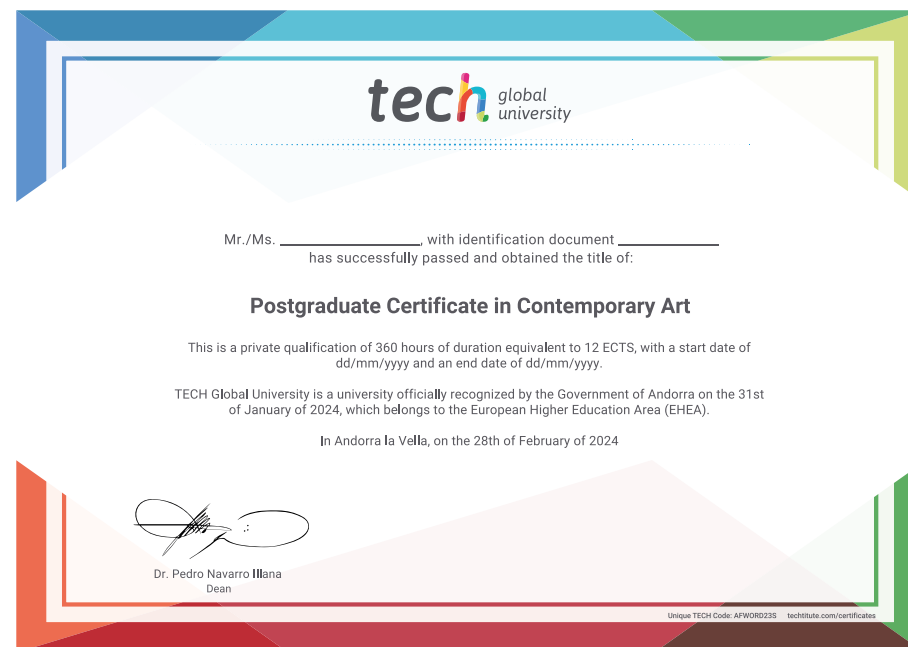 tech global university
Mr./Ms. ____________, with identification document ____________
has successfully passed and obtained the title of:
Postgraduate Certificate in Contemporary Art
This is a private qualification of 360 hours of duration equivalent to 12 ECTS, with a start date of
dd/mm/yyyy and an end date of dd/mm/yyyy.
TECH Global University is a university officially recognized by the Government of Andorra on the 31st
of January of 2024, which belongs to the European Higher Education Area (EHEA).
In Andorra la Vella, on the 28th of February of 2024
Dr. Pedro Navarro Illana
Dean
Unique TECH Code: AFWORD23S techtitute.com/certificates